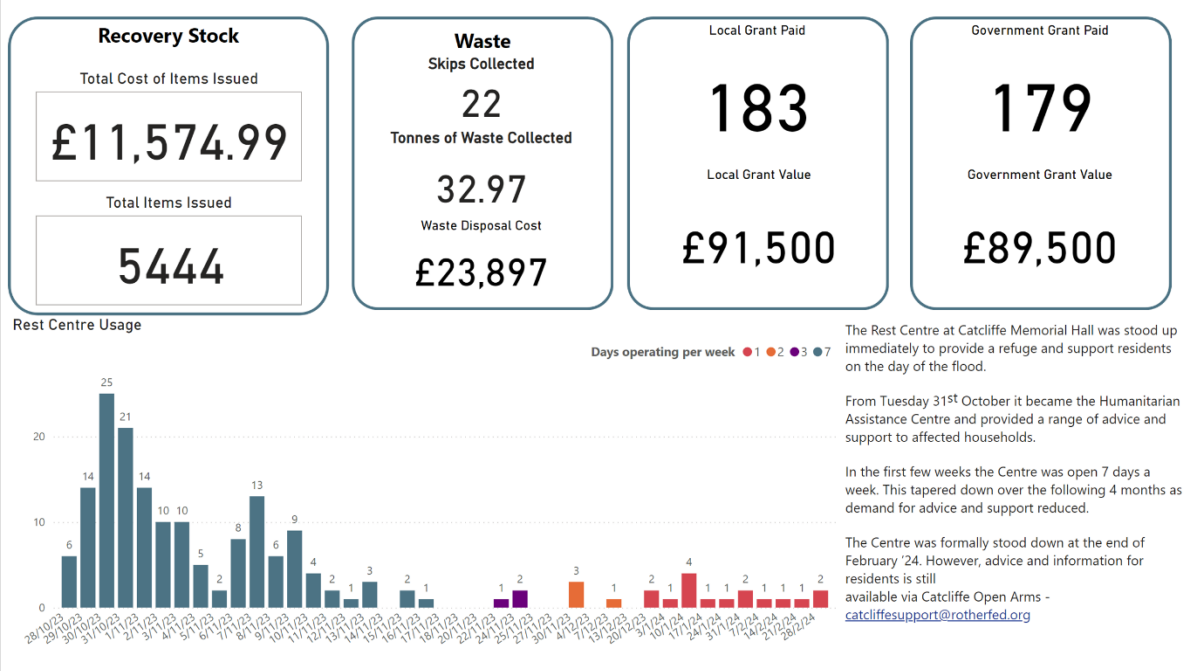 Recovery Stock
Total Cost of Items Issued
£11,574.99
Total Items Issued
5444
Waste
Skips Collected
22
Tonnes of Waste Collected
32.97
Waste Disposal Cost
£23,897
Local Grant Paid
183
Local Grant Value
£91,500
Government Grant Paid
179
Government Grant Value
£89,500
Rest Centre Usage
Days operating per week 1 2 3 7
20
10
0
6 14 25 21 14 10 10 5 2 8 13 6 9 4 2 1 3 2 1 1 2 3 1 2 1 4 1 1 2 1 1 1 2
28/10/23
29/10/23
30/10/23
31/10/23
1/11/23
2/11/23
3/11/23
4/11/23
5/11/23
6/11/23
7/11/23
8/11/23
9/11/23
10/11/23
11/11/23
12/11/23
13/11/23
14/11/23
15/11/23
16/11/23
17/11/23
18/11/23
20/11/23
22/11/23
24/11/23
25/11/23
27/11/23
30/11/23
4/12/23
7/12/23
13/12/23
20/12/23
3/1/24
10/1/24
17/1/24
24/1/24
31/1/24
7/2/24
14/2/24
21/2/24
28/2/24
The Rest Centre at Catcliffe Memorial Hall was stood up
immediately to provide a refuge and support residents
on the day of the flood.
From Tuesday 31st October it became the Humanitarian
Assistance Centre and provided a range of advice and
support to affected households.
In the first few weeks the Centre was open 7 days a
week. This tapered down over the following 4 months as
demand for advice and support reduced.
The Centre was formally stood down at the end of
February '24. However, advice and information for
residents is still
available via Catcliffe Open Arms -
catcliffesupport@rotherfed.org